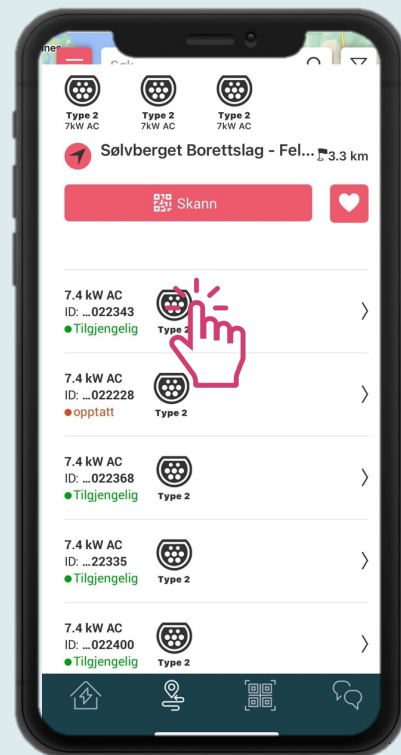 Type 2 Type 2 Type 2
7kW AC 7kW AC 7kW AC
Sølvberget Borettslag - Fel... 3.3 km
Skann
7.4 kW AC
ID: ...022343
Tilgjengelig Type 2
7.4 kW AC
ID: ...022228
opptatt Type 2
7.4 kW AC
ID: ...022368
Tilgjengelig Type 2
7.4 kW AC
ID: ...22335
Tilgjengelig Type 2
7.4 kW AC
ID: ...022400
Tilgjengelig Type 2